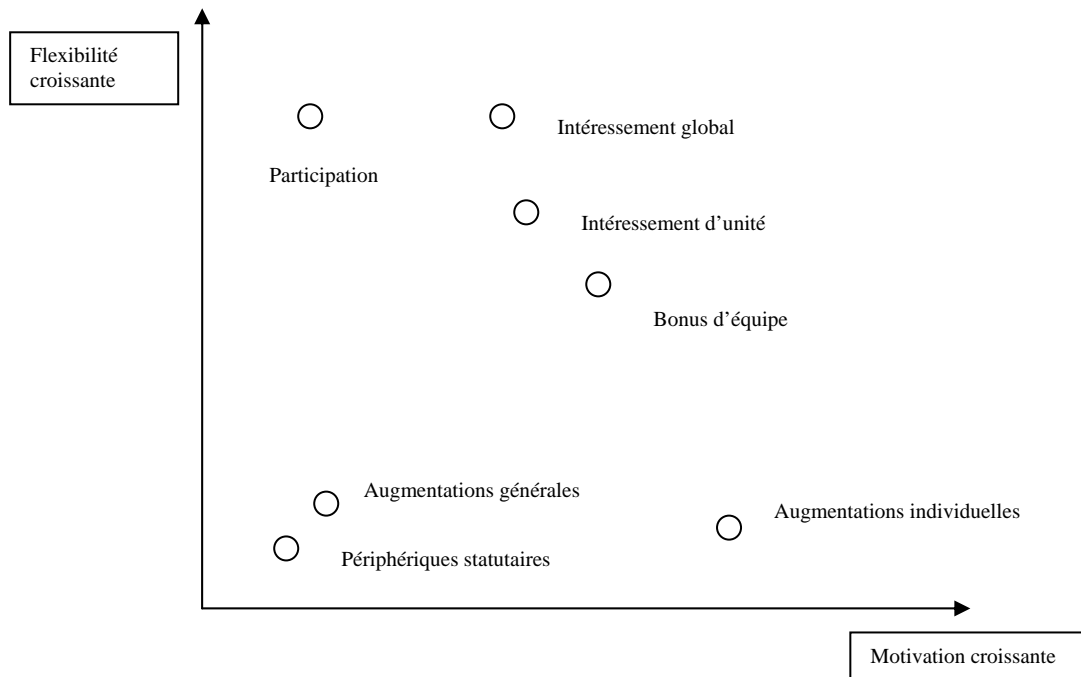 Flexibilité
croissante
Intéressement global
Participation
Intéressement d’unité
Bonus d’équipe
Augmentations générales
Augmentations individuelles
Périphériques statutaires
Motivation croissante